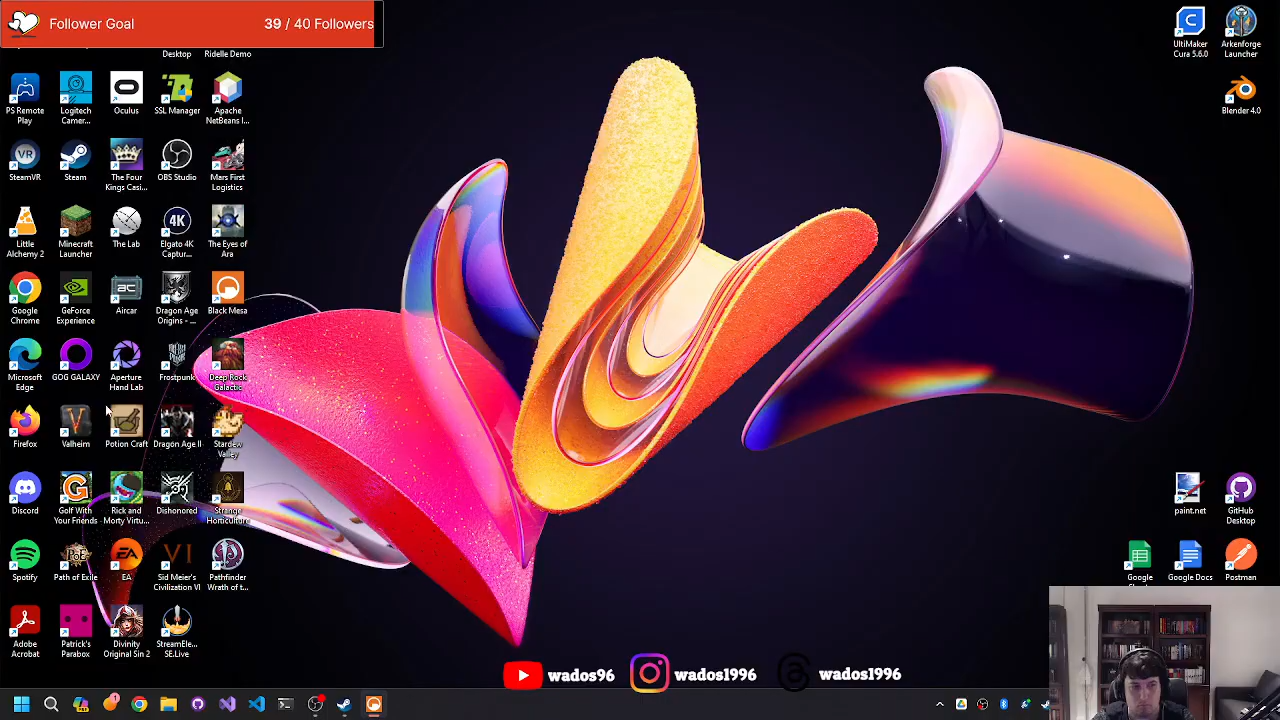 Follower Goal
39 / 40 Followers
Desktop
Ridelle Demo
UltiMaker
Cura 5.6.0
Arkenforge
Launcher
PS Remote
Play
Logitech
Camer...
Oculus
SSL Manager
Apache
NetBeans I...
Blender 4.0
SteamVR
Steam
The Four
Kings Casi...
OBS Studio
Mars First
Logistics
Little
Alchemy 2
Minecraft
Launcher
The Lab
Elgato 4K
Captur...
The Eyes of
Ara
Google
Chrome
GeForce
Experience
Aircar
Dragon Age
Origins - ...
Black Mesa
Microsoft
Edge
GOG GALAXY
Aperture
Hand Lab
Frostpunk
Deep Rock
Galactic
Firefox
Valheim
Potion Craft
Dragon Age II
Stardew
Valley
Discord
Golf With
Your Friends
Rick and
Morty Virtu...
Dishonored
Strange
Horticulture
paint.net
GitHub
Desktop
Spotify
Path of Exile
EA
Sid Meier's
Civilization VI
Pathfinder
Wrath of t...
Google
Google Docs
Postman
Adobe
Acrobat
Patrick's
Parabox
Divinity
Original Sin 2
StreamEle...
SE.Live
wados96
wados1996
wados1996